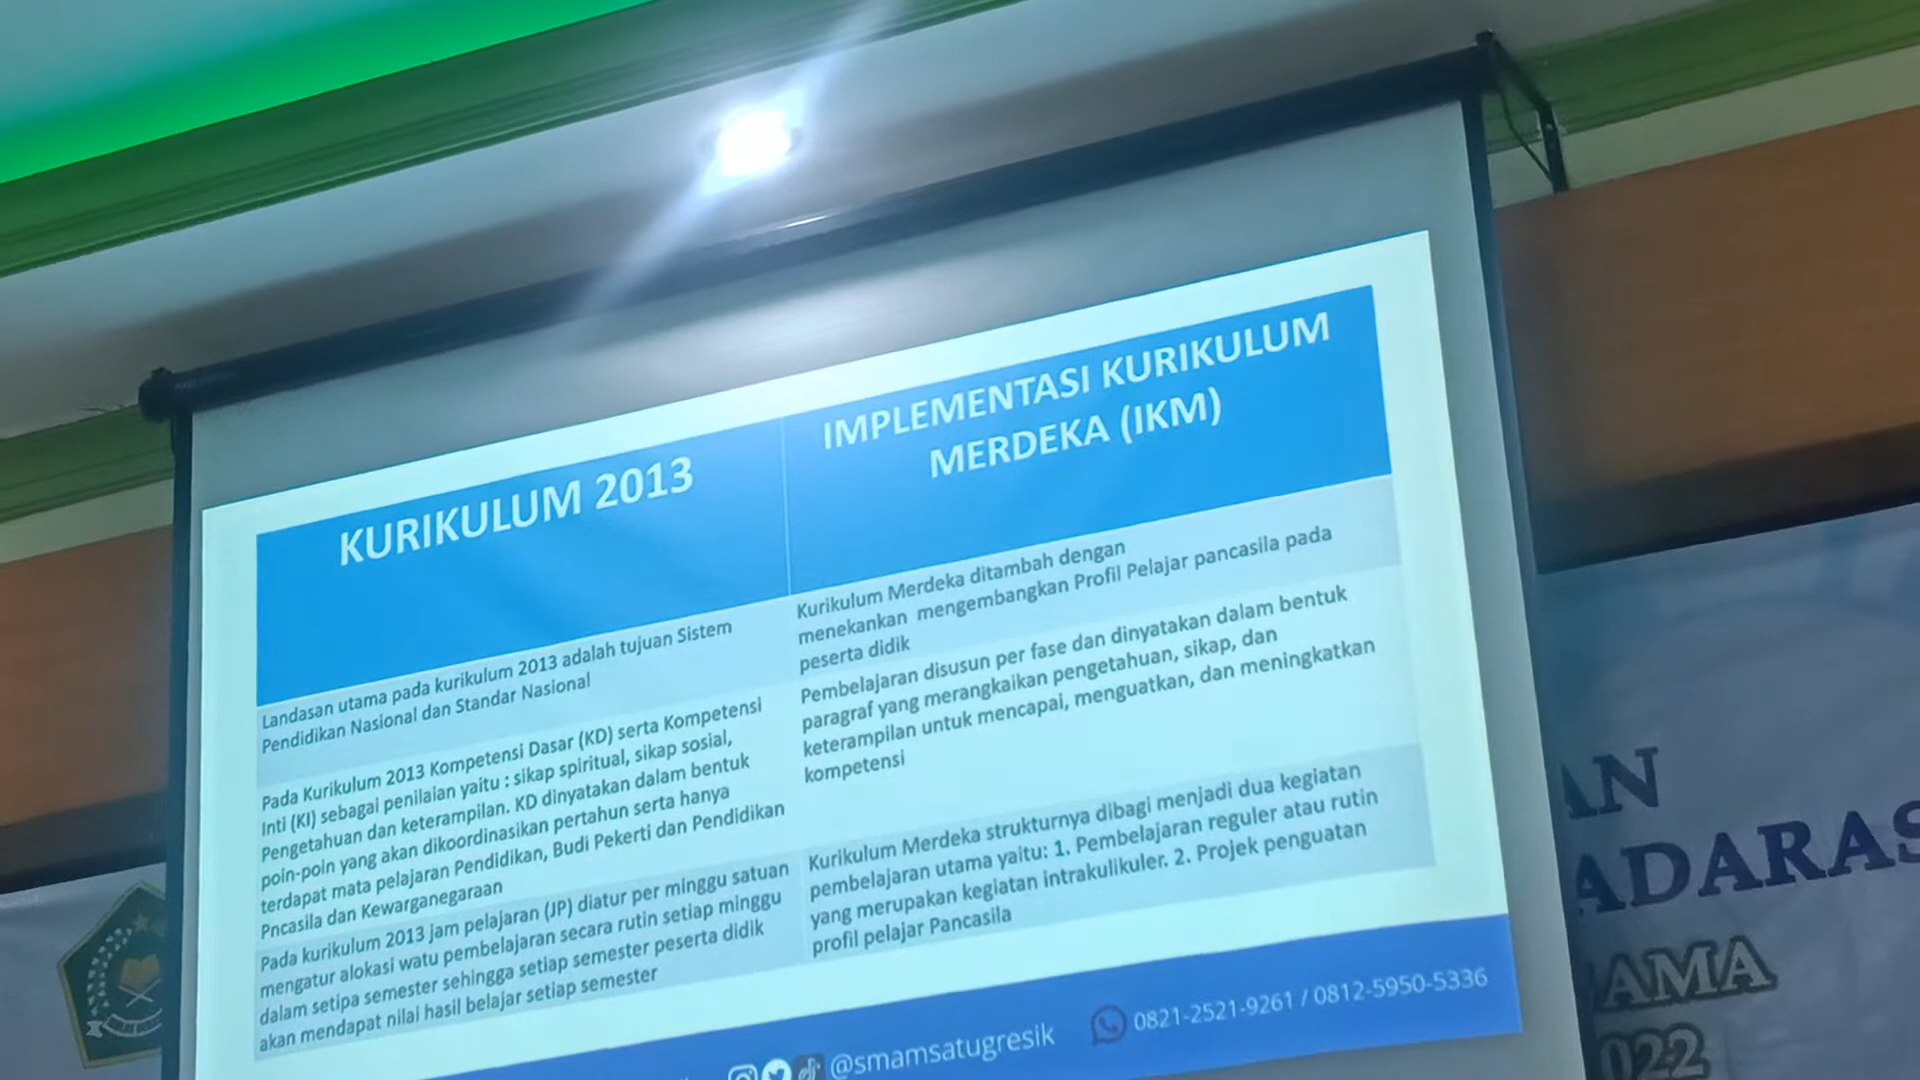 KURIKULUM 2013
IMPLEMENTASI KURIKULUM
MERDEKA (IKM)
Landasan utama pada kurikulum 2013 adalah tujuan Sistem
Pendidikan Nasional dan Standar Nasional
Kurikulum Merdeka ditambah dengan
menekankan mengembangkan Profil Pelajar pancasila pada
peserta didik
Pada Kurikulum 2013 Kompetensi Dasar (KD) serta Kompetensi
Inti (KI) sebagai penilaian yaitu : sikap spiritual, sikap sosial,
Pengetahuan dan keterampilan. KD dinyatakan dalam bentuk
poin-poin yang akan dikoordinasikan pertahun serta hanya
terdapat mata pelajaran Pendidikan, Budi Pekerti dan Pendidikan
Pncasila dan Kewarganegaraan
Pembelajaran disusun per fase dan dinyatakan dalam bentuk
paragraf yang merangkaikan pengetahuan, sikap, dan
keterampilan untuk mencapai, menguatkan, dan meningkatkan
kompetensi
Pada kurikulum 2013 jam pelajaran (JP) diatur per minggu satuan
mengatur alokasi watu pembelajaran secara rutin setiap minggu
dalam setipa semester sehingga setiap semester peserta didik
akan mendapat nilai hasil belajar setiap semester
Kurikulum Merdeka strukturnya dibagi menjadi dua kegiatan
pembelajaran utama yaitu: 1. Pembelajaran reguler atau rutin
yang merupakan kegiatan intrakulikuler. 2. Projek penguatan
profil pelajar Pancasila
@smamsatugresik
0821-2521-9261 / 0812-5950-5336
AN
ADARAS
AMA
022